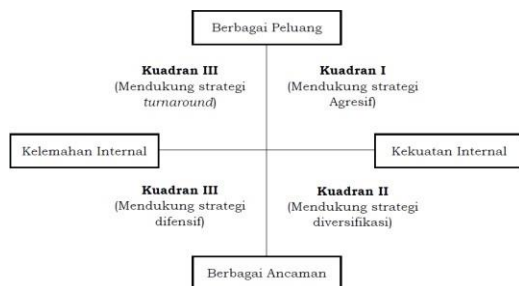 Berbagai Peluang
Kuadran III
(Mendukung strategi
turnaround)
Kuadran I
(Mendukung strategi
Agresif)
Kelemahan Internal
Kekuatan Internal
Kuadran III
(Mendukung strategi
difensif)
Kuadran II
(Mendukung strategi
diversifikasi)
Berbagai Ancaman